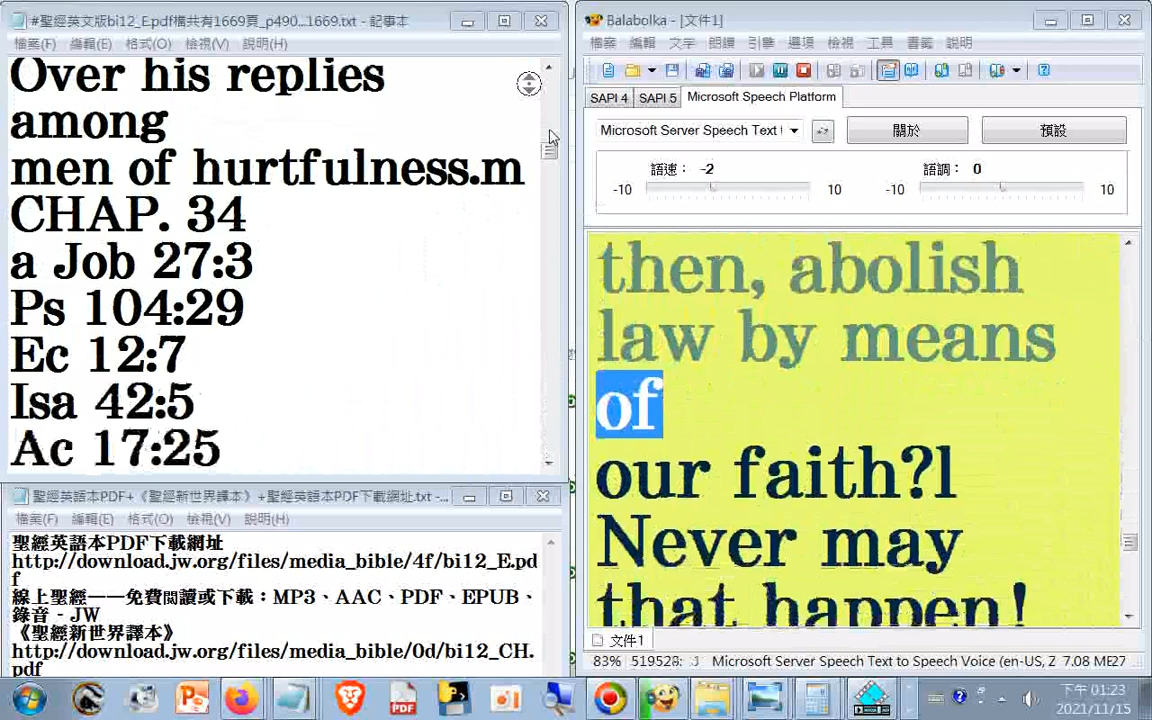 #聖經英文版bi12_E.pdf檔共有1669頁_p490...1669.txt - 記事本
檔案(F) 編輯(E) 格式(O) 檢視(V) 說明(H)
Over his replies
among
men of hurtfulness.m
CHAP. 34
a Job 27:3
Ps 104:29
Ec 12:7
Isa 42:5
Ac 17:25
聖經英語本PDF+《聖經新世界譯本》+聖經英語本PDF下載網址.txt -...
檔案(F) 編輯(E) 格式(O) 檢視(V) 說明(H)
聖經英語本PDF下載網址
http://download.jw.org/files/media_bible/4f/bi12_E.pd
f
線上聖經——免費閱讀或下載：MP3、AAC、PDF、EPUB、
錄音 - JW
《聖經新世界譯本》
http://download.jw.org/files/media_bible/0d/bi12_CH.
pdf
Balabolka - [文件1]
檔案 編輯 文字 朗讀 引擎 選項 檢視 工具 書籤 說明
SAPI 4 SAPI 5 Microsoft Speech Platform
Microsoft Server Speech Text 關於 預設
語速： -2 語調： 0
-10 10 -10 10
then, abolish
law by means
of
our faith?l
Never may
that happen!
文件1
83% 519528: Microsoft Server Speech Text to Speech Voice (en-US, Z 7.08 ME27
PDF
下午 01:23
2021/11/15